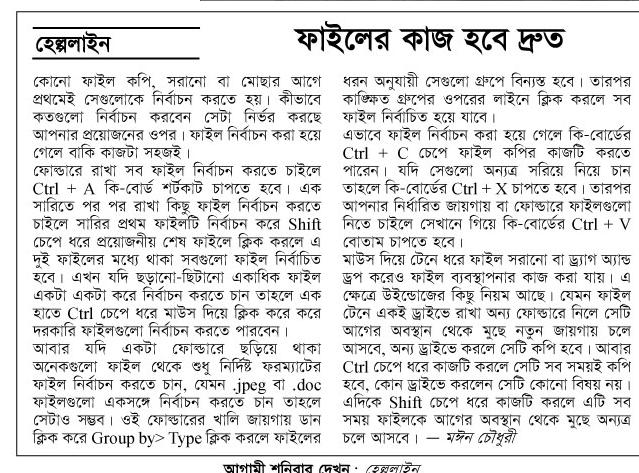 হেল্পলাইন
ফাইলের কাজ হবে দ্রুত
কোনো ফাইল কপি, সরানো বা মোছার আগে
প্রথমেই সেগুলোকে নির্বাচন করতে হয়। কীভাবে
কতগুলো নির্বাচন করবেন সেটা নির্ভর করছে
আপনার প্রয়োজনের ওপর। ফাইল নির্বাচন করা হয়ে
গেলে বাকি কাজটা সহজই।
ফোল্ডারে রাখা সব ফাইল নির্বাচন করতে চাইলে
Ctrl + A কি-বোর্ড শর্টকাট চাপতে হবে। এক
সারিতে পর পর রাখা কিছু ফাইল নির্বাচন করতে
চাইলে সারির প্রথম ফাইলটি নির্বাচন করে Shift
চেপে ধরে প্রয়োজনীয় শেষ ফাইলে ক্লিক করলে এ
দুই ফাইলের মধ্যে থাকা সবগুলো ফাইল নির্বাচিত
হবে। এখন যদি ছড়ানো-ছিটানো একাধিক ফাইল
একটা একটা করে নির্বাচন করতে চান তাহলে এক
হাতে Ctrl চেপে ধরে মাউস দিয়ে ক্লিক করে করে
দরকারি ফাইলগুলো নির্বাচন করতে পারবেন।
আবার যদি একটা ফোল্ডারে ছড়িয়ে থাকা
অনেকগুলো ফাইল থেকে শুধু নির্দিষ্ট ফরম্যাটের
ফাইল নির্বাচন করতে চান, যেমন .jpeg বা .doc
ফাইলগুলো একসঙ্গে নির্বাচন করতে চান তাহলে
সেটাও সম্ভব। ওই ফোল্ডারের খালি জায়গায় ডান
ক্লিক করে Group by> Type ক্লিক করলে ফাইলের
ধরন অনুযায়ী সেগুলো গ্রুপে বিন্যস্ত হবে। তারপর
কাঙ্ক্ষিত গ্রুপের ওপরের লাইনে ক্লিক করলে সব
ফাইল নির্বাচিত হয়ে যাবে।
এভাবে ফাইল নির্বাচন করা হয়ে গেলে কি-বোর্ডের
Ctrl + C চেপে ফাইল কপির কাজটি করতে
পারেন। যদি সেগুলো অন্যত্র সরিয়ে নিয়ে চান
তাহলে কি-বোর্ডের Ctrl + X চাপতে হবে। তারপর
আপনার নির্ধারিত জায়গায় বা ফোল্ডারে ফাইলগুলো
নিতে চাইলে সেখানে গিয়ে কি-বোর্ডের Ctrl + V
বোতাম চাপতে হবে।
মাউস দিয়ে টেনে ধরে ফাইল সরানো বা ড্র্যাগ অ্যান্ড
ড্রপ করেও ফাইল ব্যবস্থাপনার কাজ করা যায়। এ
ক্ষেত্রে উইন্ডোজের কিছু নিয়ম আছে। যেমন ফাইল
টেনে একই ড্রাইভে রাখা অন্য ফোল্ডারে নিলে সেটি
আগের অবস্থান থেকে মুছে নতুন জায়গায় চলে
আসবে, অন্য ড্রাইভে করলে সেটি কপি হবে। আবার
Ctrl চেপে ধরে কাজটি করলে সেটি সব সময়ই কপি
হবে, কোন ড্রাইভে করলেন সেটি কোনো বিষয় নয়।
এদিকে Shift চেপে ধরে কাজটি করলে এটি সব
সময় ফাইলকে আগের অবস্থান থেকে মুছে অন্যত্র
চলে আসবে। — মঈন চৌধুরী
আগামী শনিবার দেখুন : হেল্পলাইন